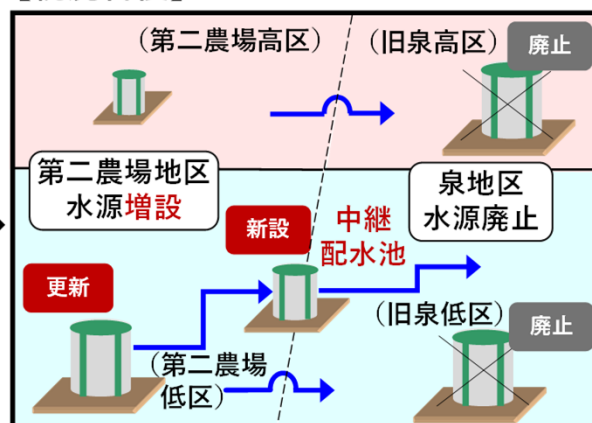 (第二農場高区)
(旧泉高区)
廃止
第二農場地区
水源増設
泉地区
水源廃止
新設
中継
配水池
更新
(旧泉低区)
廃止
(第二農場
低区)